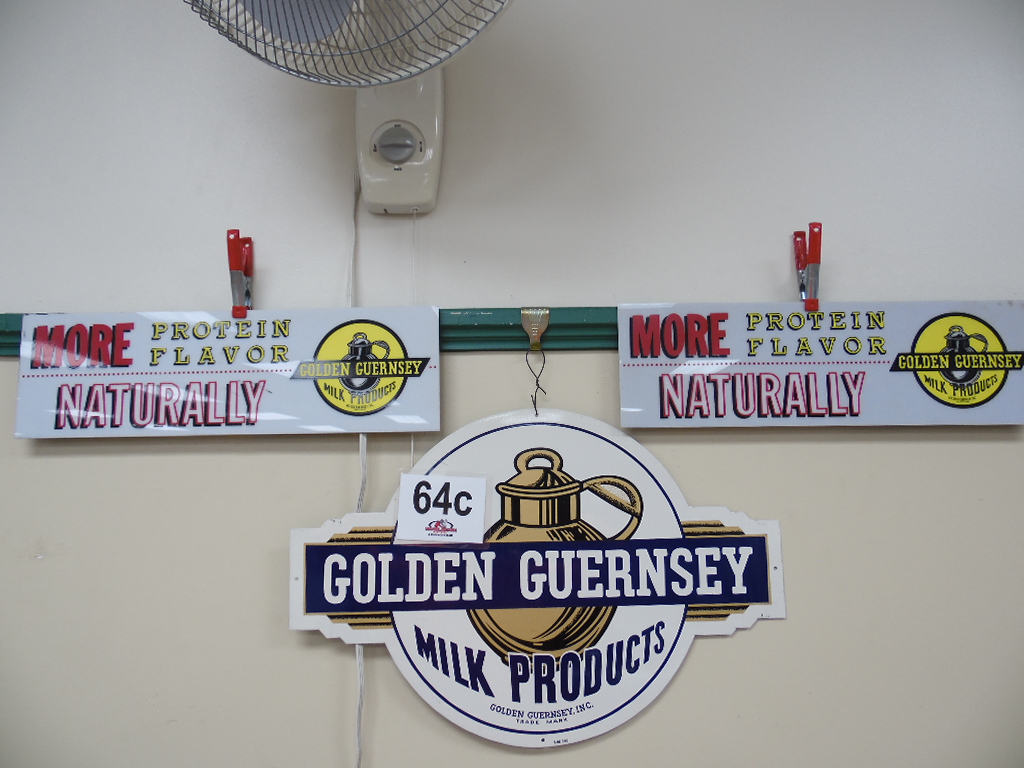 MORE PROTEIN
FLAVOR
NATURALLY
GOLDEN GUERNSEY
MILK PRODUCTS
MORE PROTEIN
FLAVOR
NATURALLY
GOLDEN GUERNSEY
MILK PRODUCTS
64c
GOLDEN GUERNSEY
MILK PRODUCTS
GOLDEN GUERNSEY, INC.
TRADE MARK